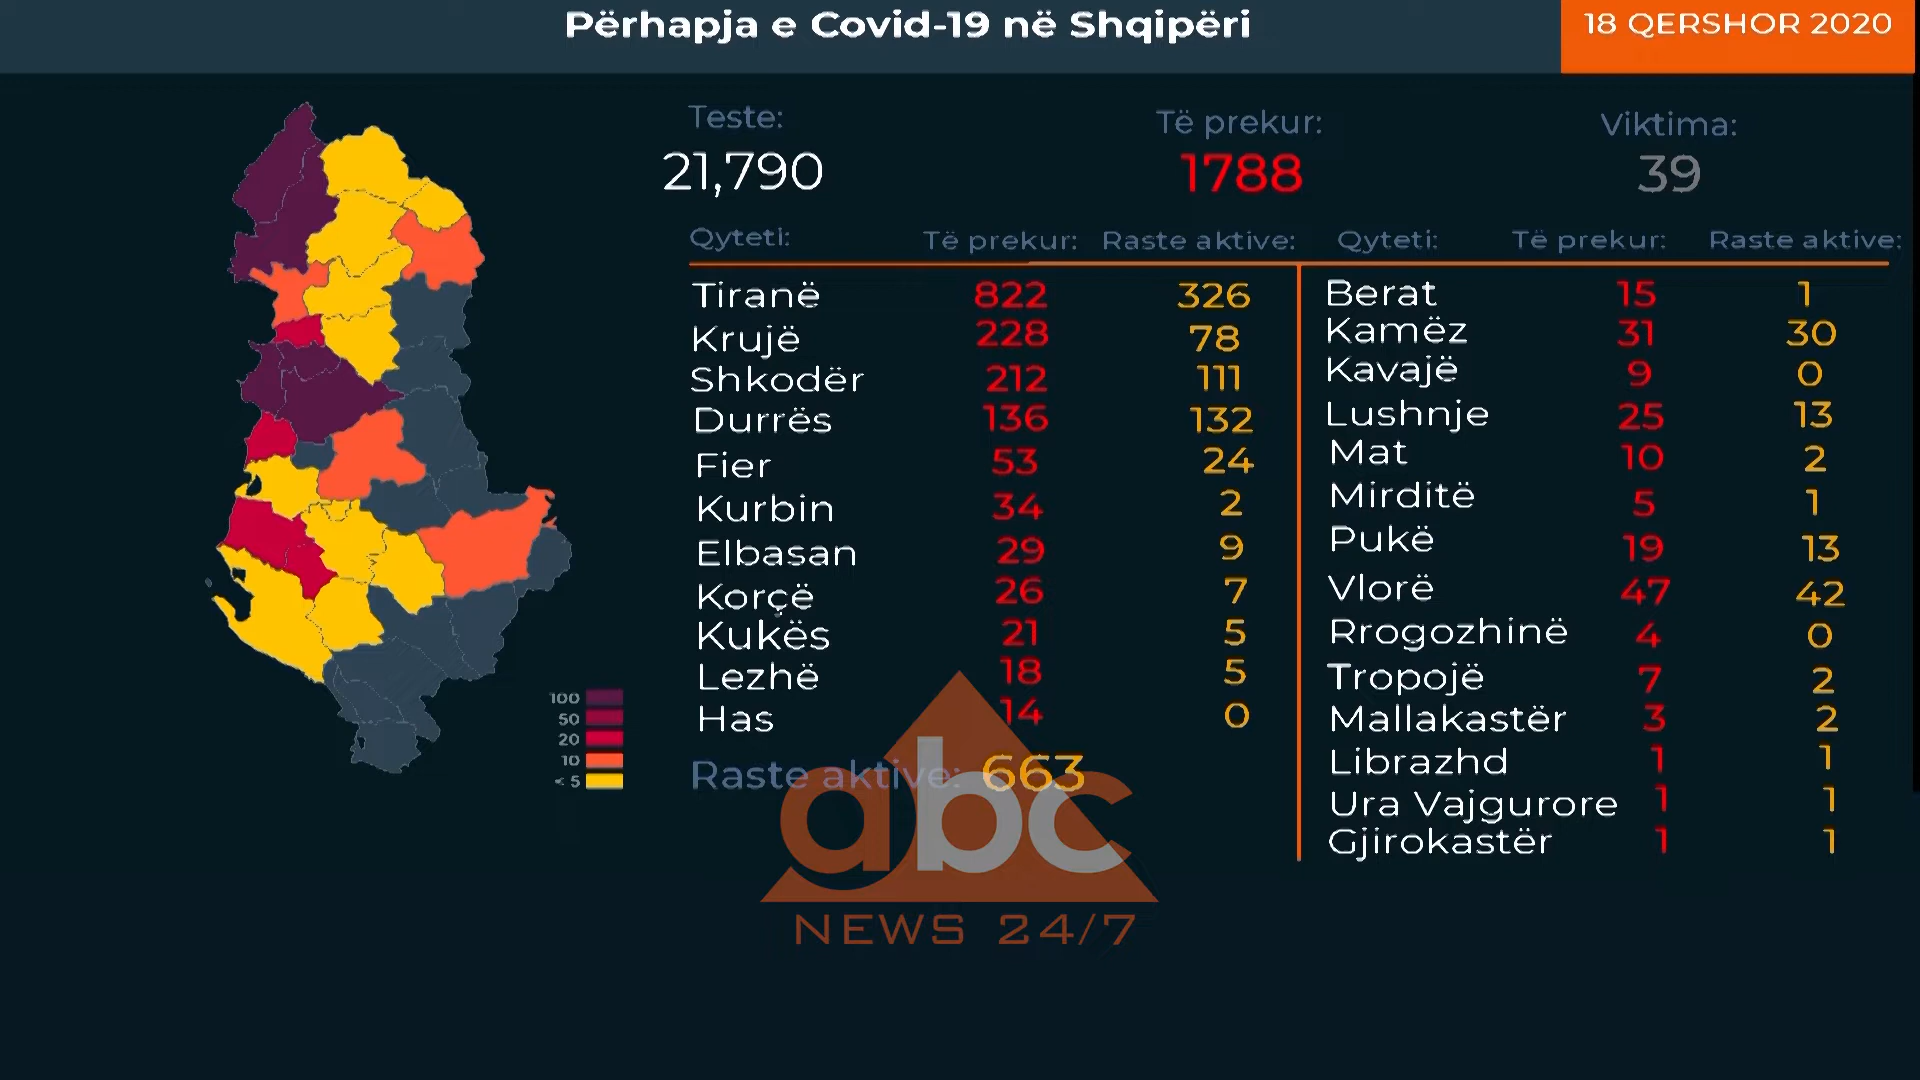 Përhapja e Covid-19 në Shqipëri
18 QERSHOR 2020
Teste:
21,790
Të prekur:
1788
Viktima:
39
Qyteti: Të prekur: Raste aktive:
Tiranë 822 326
Krujë 228 78
Shkodër 212 111
Durrës 136 132
Fier 53 24
Kurbin 34 2
Elbasan 29 9
Korçë 26 7
Kukës 21 5
Lezhë 18 5
Has 14 0
Raste aktive: 663
Qyteti: Të prekur: Raste aktive:
Berat 15 1
Kamëz 31 30
Kavajë 9 0
Lushnje 25 13
Mat 10 2
Mirditë 5 1
Pukë 19 13
Vlorë 47 42
Rrogozhinë 4 0
Tropojë 7 2
Mallakastër 3 2
Librazhd 1 1
Ura Vajgurore 1 1
Gjirokastër 1 1
100
50
20
10
< 5
abc
NEWS 24/7